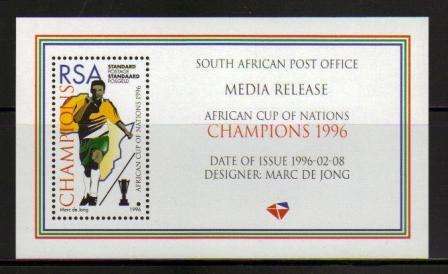 RSA
STANDARD
POSTAGE
STANDAARD
POSGELD
CHAMPIONS
AFRICAN CUP OF NATIONS 1996
Marc de Jong
1996
SOUTH AFRICAN POST OFFICE
MEDIA RELEASE
AFRICAN CUP OF NATIONS
CHAMPIONS 1996
DATE OF ISSUE 1996-02-08
DESIGNER: MARC DE JONG